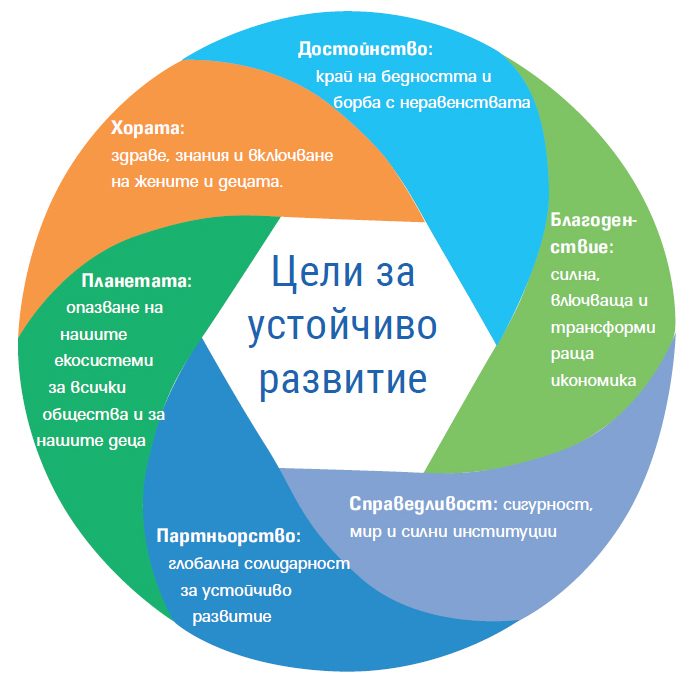 Достойнство:
край на бедността и
борба с неравенствата
Хората:
здраве, знания и включване
на жените и децата.
Благоден-
ствие:
силна,
влючваща и
трансформи
раща
икономика
Планетата:
опазване на
нашите
екосистеми
за всички
общества и за
нашите деца
Цели за
устойчиво
развитие
Справедливост: сигурност,
мир и силни институции
Партньорство:
глобална солидарност
за устойчиво
развитие